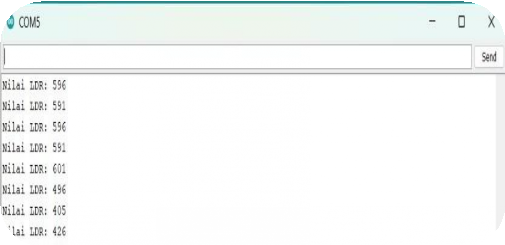 COM5
Send
Nilai LDR: 596
Nilai LDR: 591
Nilai LDR: 596
Nilai LDR: 591
Nilai LDR: 601
Nilai LDR: 496
Nilai LDR: 405
lai LDR: 426